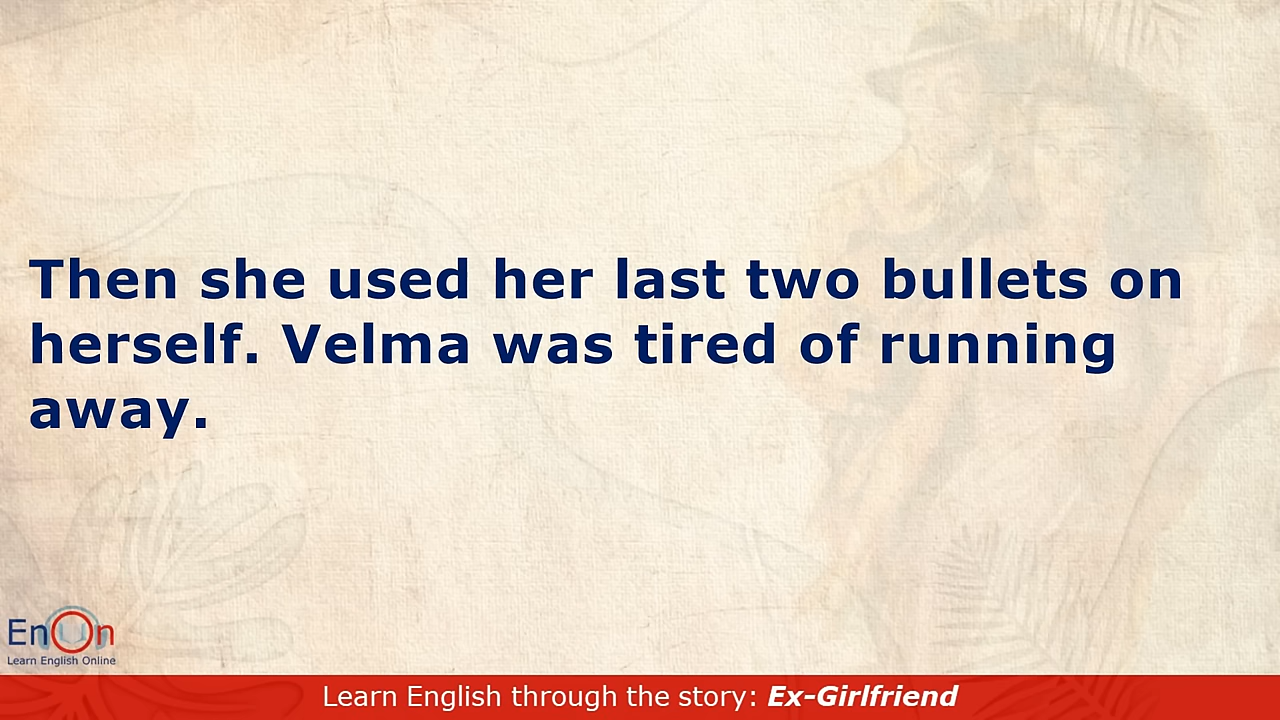 Then she used her last two bullets on
herself. Velma was tired of running
away.
EnOn
Learn English Online
Learn English through the story: Ex-Girlfriend